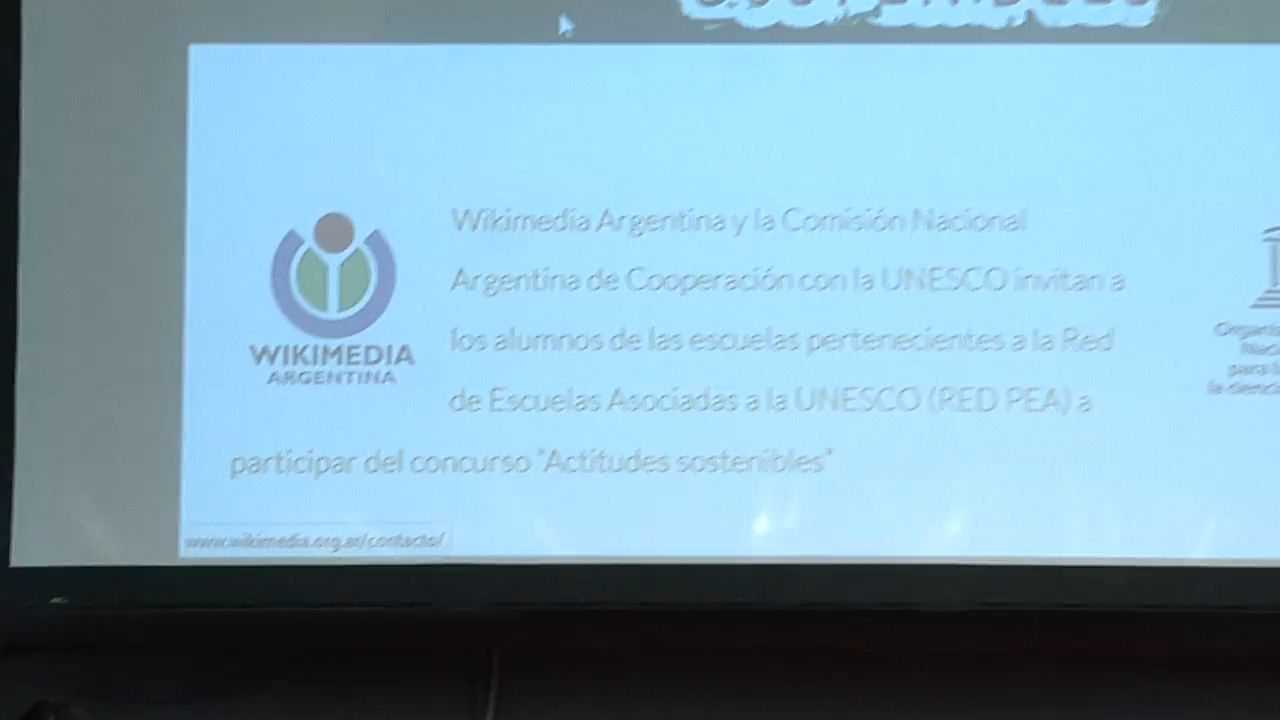 Wikimedia Argentina y la Comisión Nacional
Argentina de Cooperación con la UNESCO invitan a
los alumnos de las escuelas pertenecientes a la Red
de Escuelas Asociadas a la UNESCO (RED PEA) a
participar del concurso "Actitudes sostenibles"
WIKIMEDIA
ARGENTINA
www.wikimedia.org.ar/contacto/